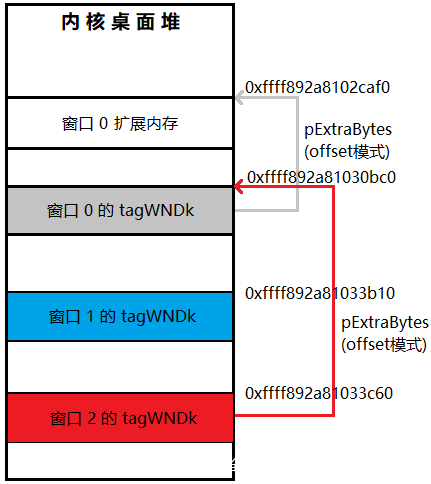 内核桌面堆
0xffff892a8102caf0
窗口 0 扩展内存
pExtraBytes
(offset模式)
0xffff892a81030bc0
窗口 0 的 tagWNDk
0xffff892a81033b10
窗口 1 的 tagWNDk
pExtraBytes
(offset模式)
0xffff892a81033c60
窗口 2 的 tagWNDk